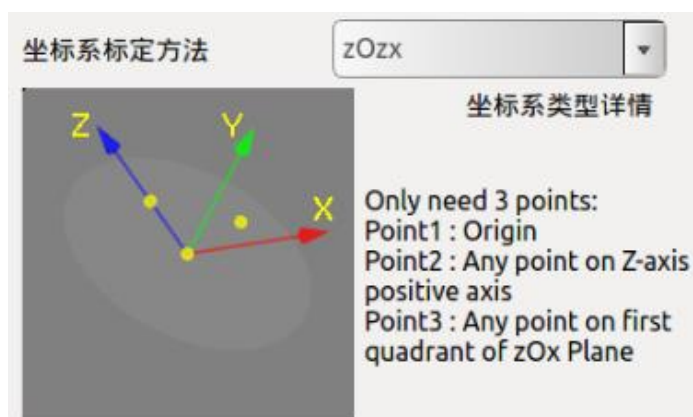 坐标系标定方法
zOzx
坐标系类型详情
Z
Y
X
Only need 3 points:
Point1 : Origin
Point2 : Any point on Z-axis
positive axis
Point3 : Any point on first
quadrant of zOx Plane